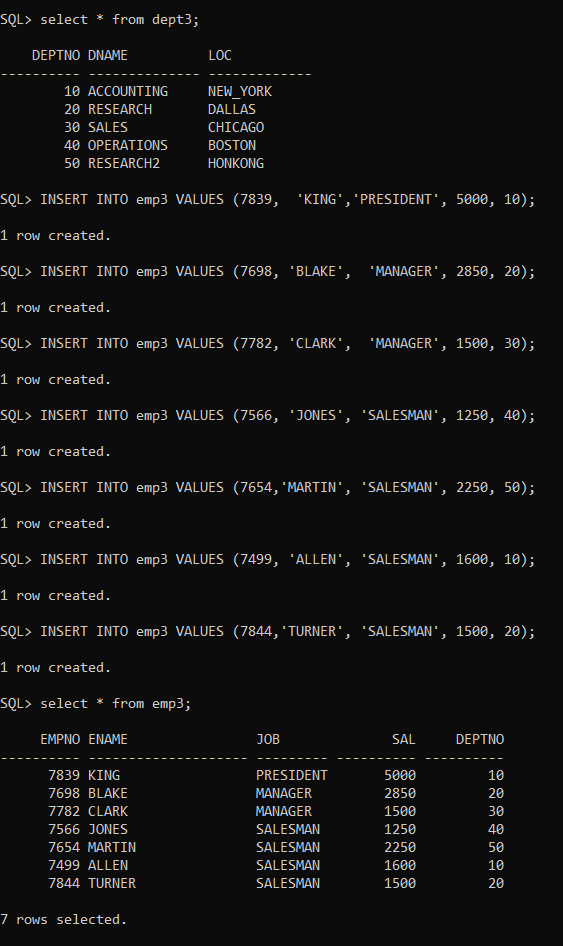 SQL> select * from dept3;
    DEPTNO DNAME          LOC
---------- -------------- -------------
        10 ACCOUNTING     NEW_YORK
        20 RESEARCH       DALLAS
        30 SALES          CHICAGO
        40 OPERATIONS     BOSTON
        50 RESEARCH2      HONKONG
SQL> INSERT INTO emp3 VALUES (7839,  'KING','PRESIDENT', 5000, 10);
1 row created.
SQL> INSERT INTO emp3 VALUES (7698, 'BLAKE',  'MANAGER', 2850, 20);
1 row created.
SQL> INSERT INTO emp3 VALUES (7782, 'CLARK',  'MANAGER', 1500, 30);
1 row created.
SQL> INSERT INTO emp3 VALUES (7566, 'JONES', 'SALESMAN', 1250, 40);
1 row created.
SQL> INSERT INTO emp3 VALUES (7654,'MARTIN', 'SALESMAN', 2250, 50);
1 row created.
SQL> INSERT INTO emp3 VALUES (7499, 'ALLEN', 'SALESMAN', 1600, 10);
1 row created.
SQL> INSERT INTO emp3 VALUES (7844,'TURNER', 'SALESMAN', 1500, 20);
1 row created.
SQL> select * from emp3;
     EMPNO ENAME                JOB              SAL     DEPTNO
---------- -------------------- --------- ---------- ----------
      7839 KING                 PRESIDENT       5000         10
      7698 BLAKE                MANAGER         2850         20
      7782 CLARK                MANAGER         1500         30
      7566 JONES                SALESMAN        1250         40
      7654 MARTIN               SALESMAN        2250         50
      7499 ALLEN                SALESMAN        1600         10
      7844 TURNER               SALESMAN        1500         20
7 rows selected.